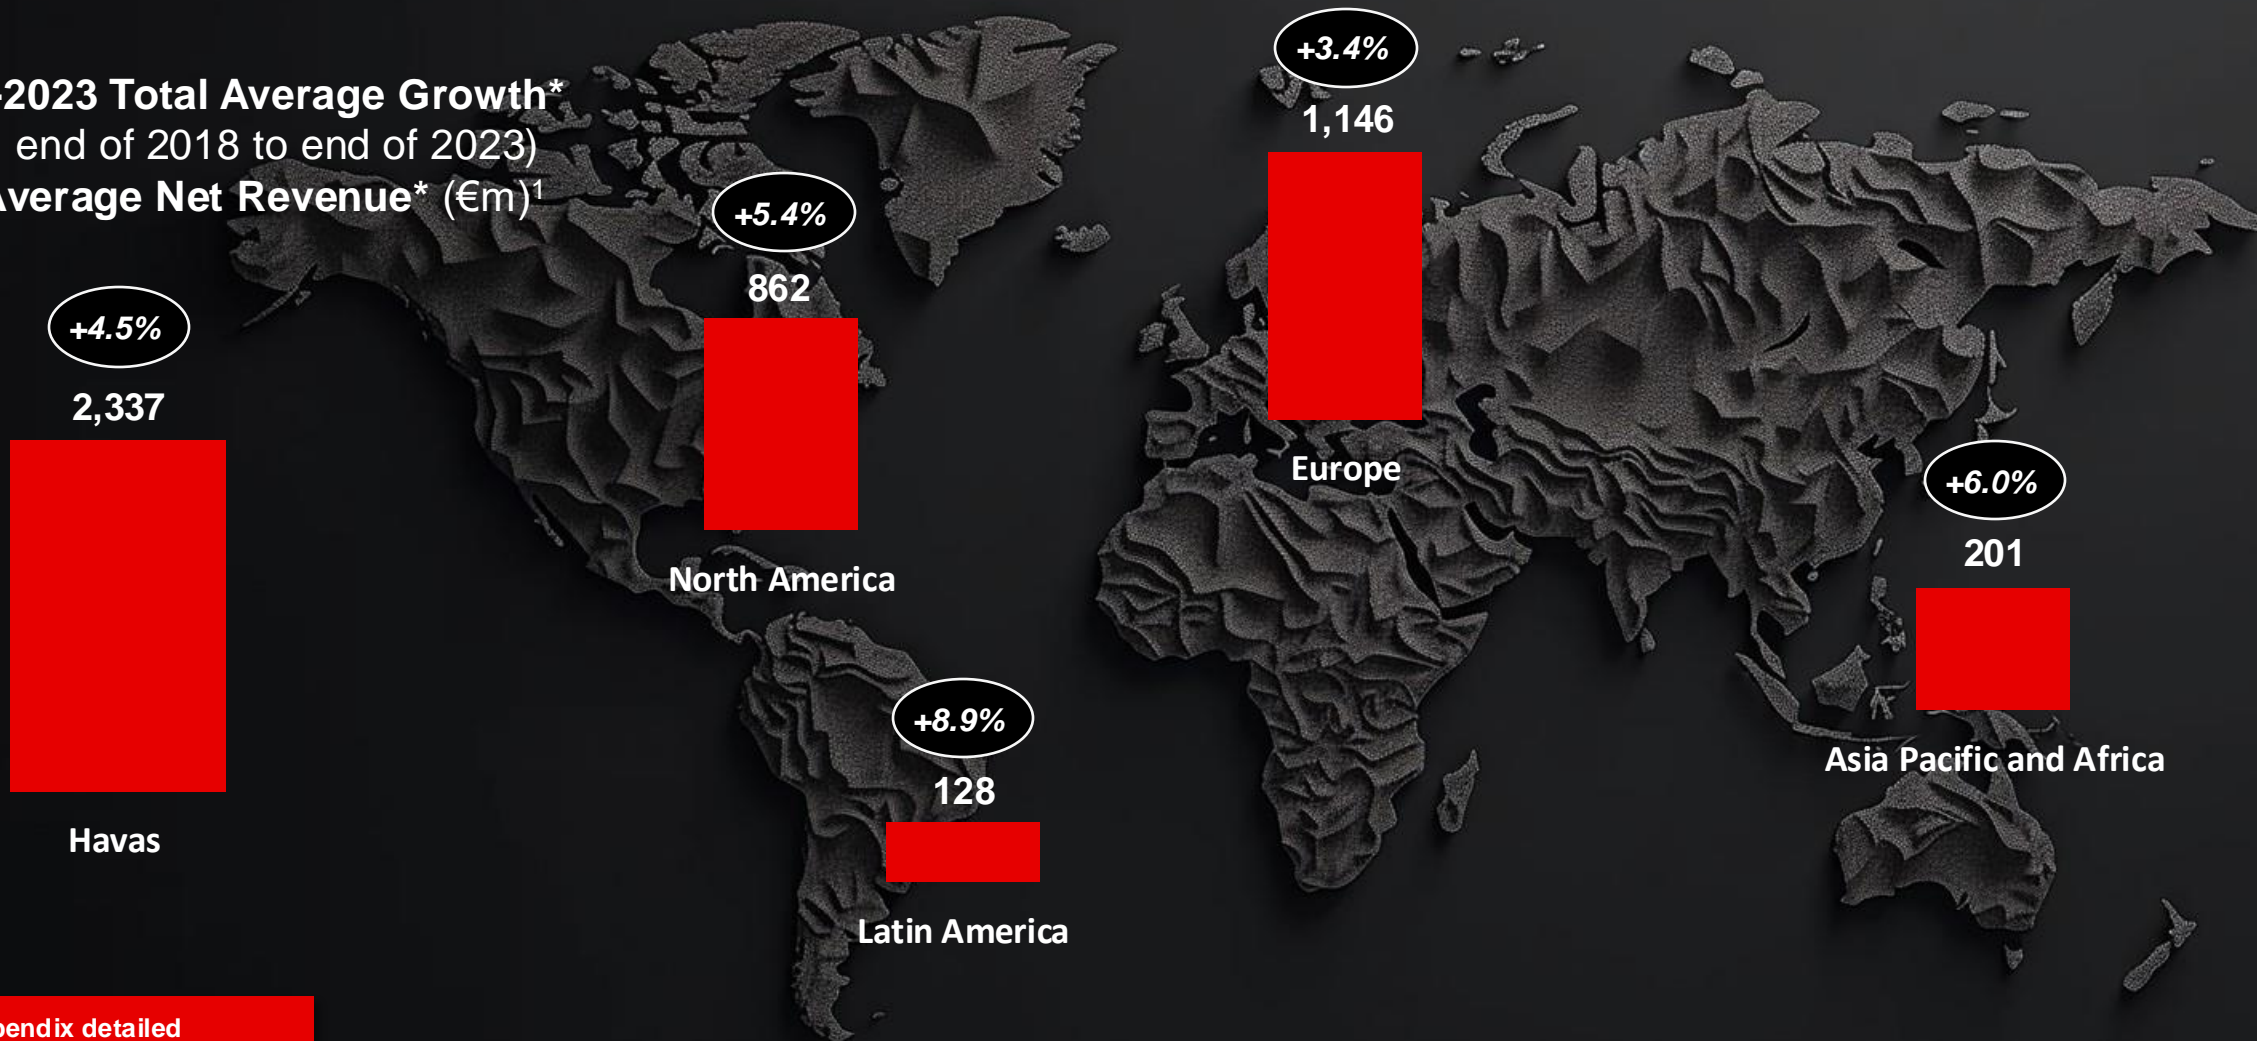 -2023 Total Average Growth*
end of 2018 to end of 2023)
Average Net Revenue* (€m)¹
+4.5%
2,337
Havas
+5.4%
862
North America
+8.9%
128
Latin America
+3.4%
1,146
Europe
+6.0%
201
Asia Pacific and Africa
pendix detailed